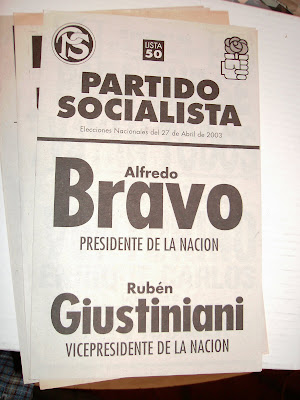 PS
LISTA
50
PARTIDO
SOCIALISTA
Elecciones Nacionales del 27 de Abril de 2003
Alfredo
Bravo
PRESIDENTE DE LA NACION
Rubén
Giustiniani
VICEPRESIDENTE DE LA NACION